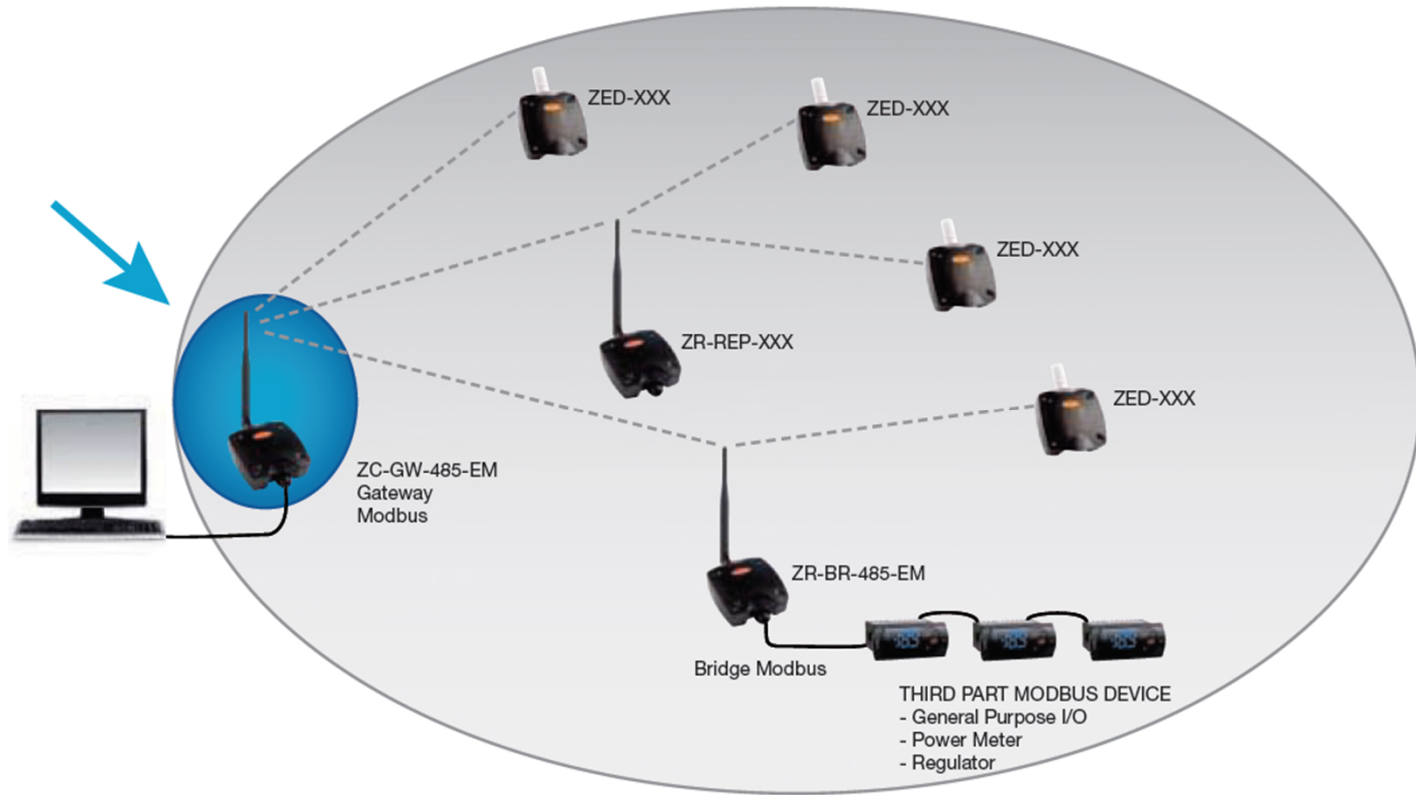 ZED-XXX
ZED-XXX
ZED-XXX
ZR-REP-XXX
ZED-XXX
ZC-GW-485-EM
Gateway
Modbus
ZR-BR-485-EM
Bridge Modbus
THIRD PART MODBUS DEVICE
- General Purpose I/O
- Power Meter
- Regulator